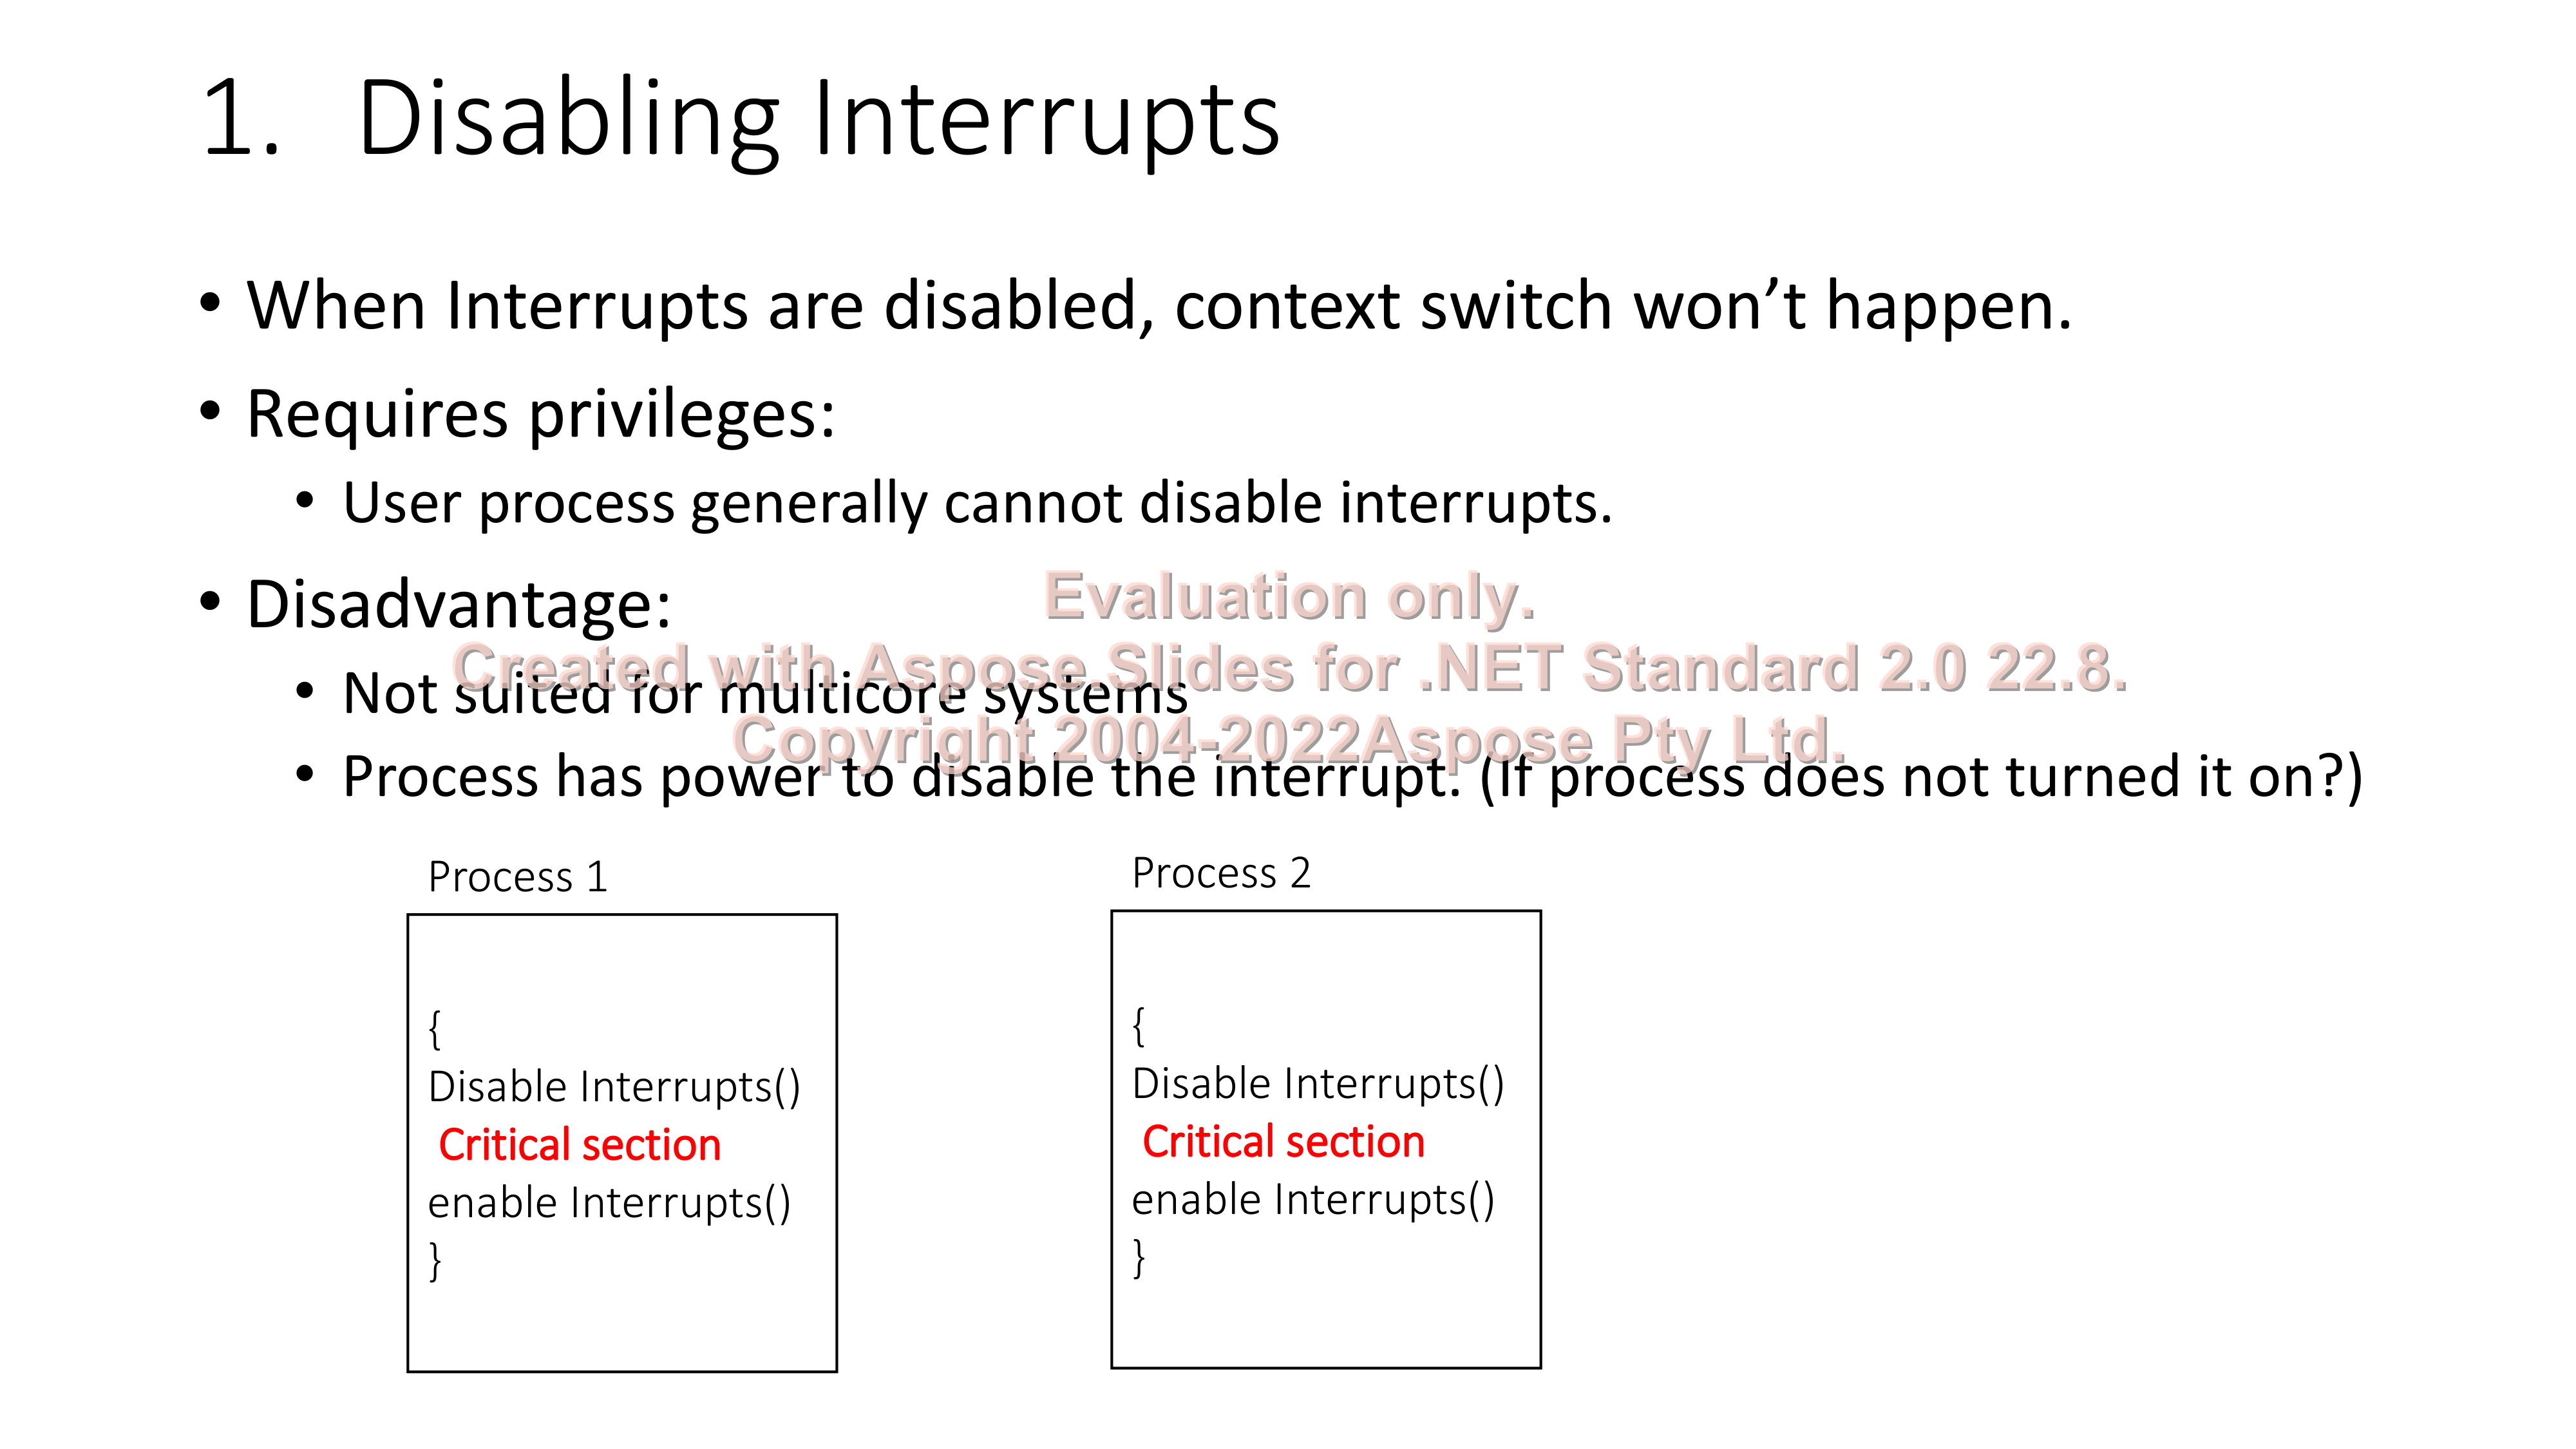 1. Disabling Interrupts
• When Interrupts are disabled, context switch won’t happen.
• Requires privileges:
• User process generally cannot disable interrupts.
• Disadvantage:
Evaluation only.
Created with Aspose.Slides for .NET Standard 2.0 22.8.
• Not suited for multicore systems
Copyright 2004-2022Aspose Pty Ltd.
• Process has power to disable the interrupt. (If process does not turned it on?)
Process 1
{
Disable Interrupts()
Critical section
enable Interrupts()
}
Process 2
{
Disable Interrupts()
Critical section
enable Interrupts()
}